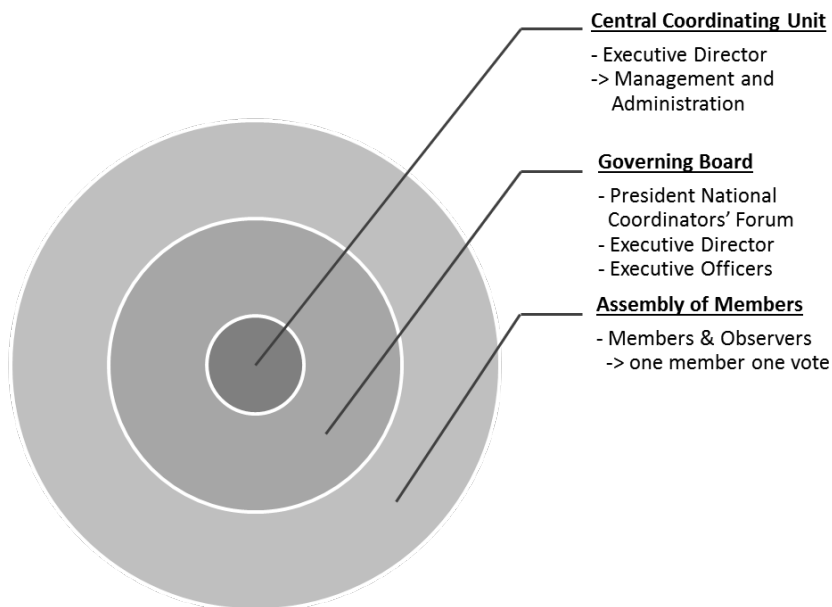 Central Coordinating Unit
- Executive Director
-> Management and
Administration
Governing Board
- President National
Coordinators’ Forum
- Executive Director
- Executive Officers
Assembly of Members
- Members & Observers
-> one member one vote